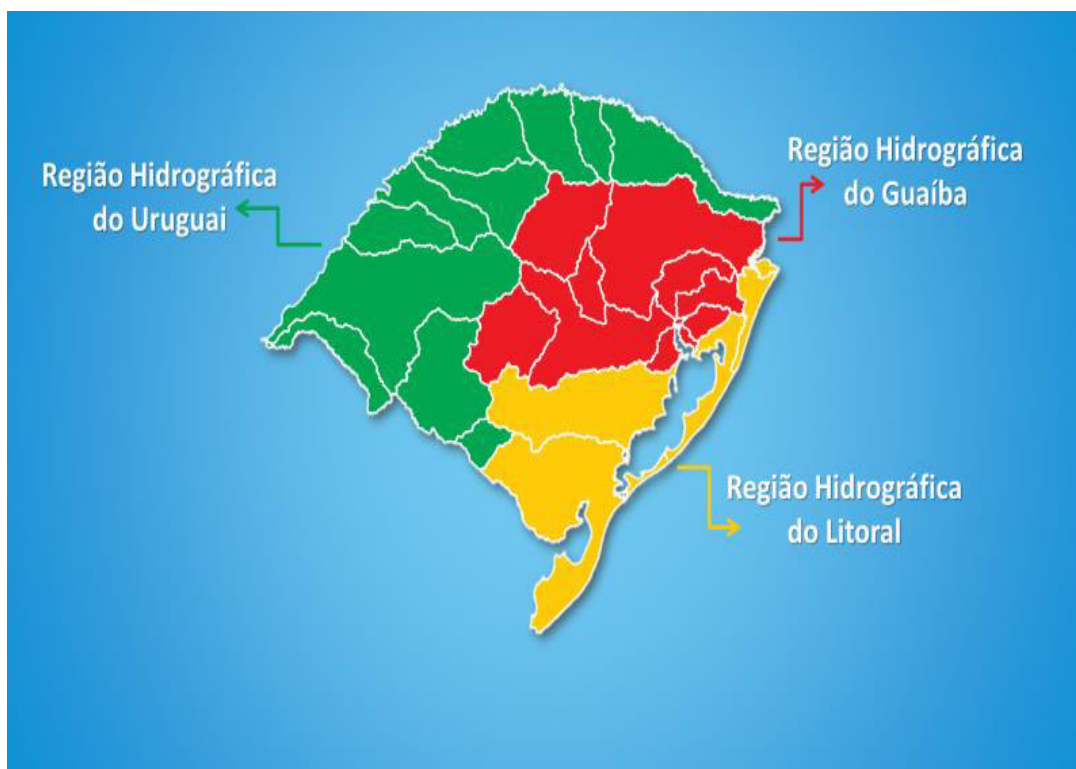 Região Hidrográfica
do Uruguai
Região Hidrográfica
do Guaíba
Região Hidrográfica
do Litoral